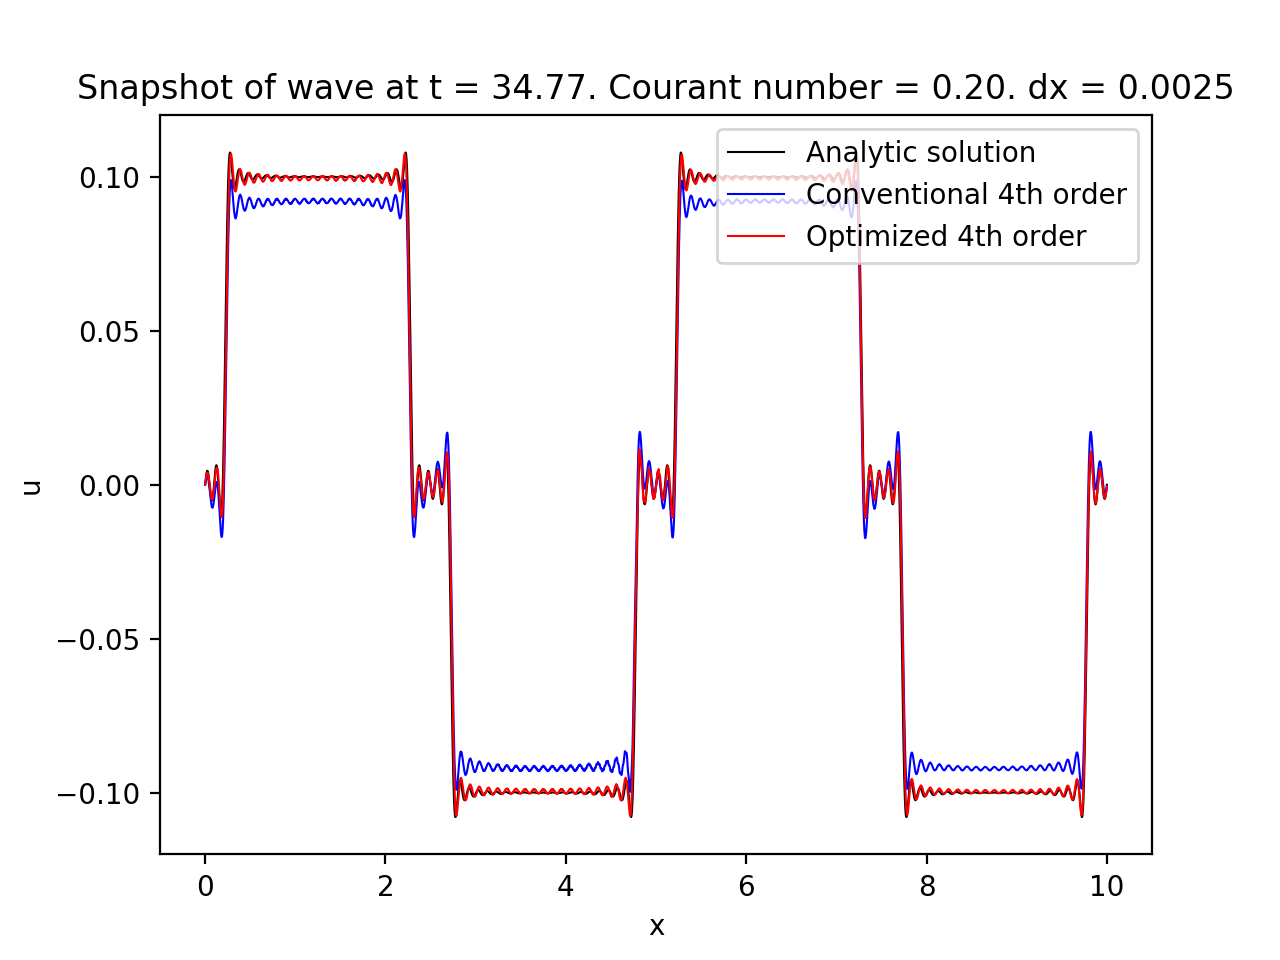 Snapshot of wave at t = 34.77. Courant number = 0.20. dx = 0.0025
Analytic solution
Conventional 4th order
Optimized 4th order
0.10
0.05
0.00
−0.05
−0.10
u
0 2 4 6 8 10
x